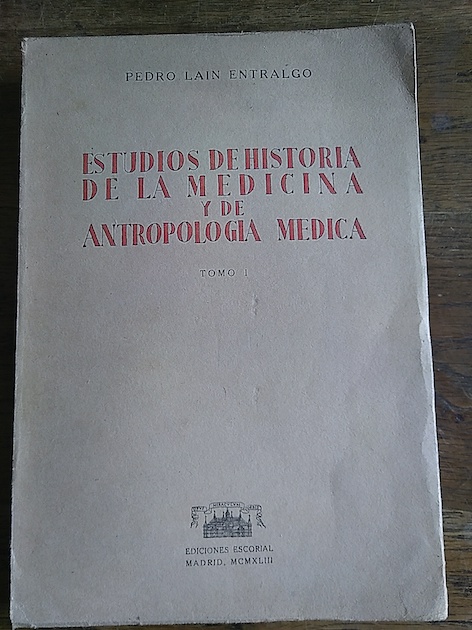 PEDRO LAIN ENTRALGO
ESTUDIOS DE HISTORIA
DE LA MEDICINA
Y DE
ANTROPOLOGIA MEDICA
TOMO I
EDICIONES ESCORIAL
MADRID, MCMXLIII